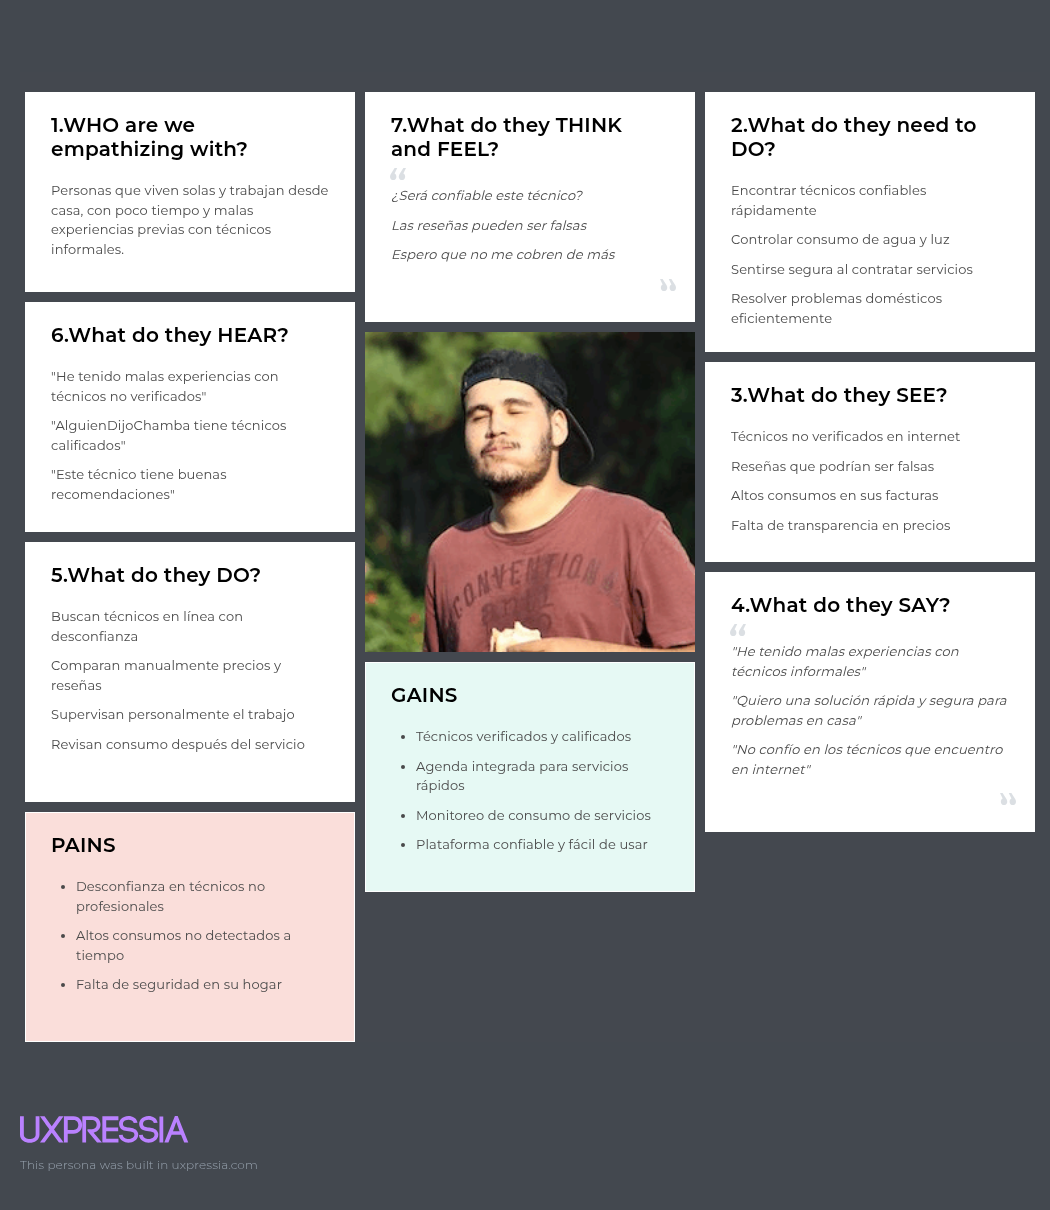 1.WHO are we
empathizing with?
Personas que viven solas y trabajan desde
casa, con poco tiempo y malas
experiencias previas con técnicos
informales.
6.What do they HEAR?
"He tenido malas experiencias con
técnicos no verificados"
"AlguienDijoChamba tiene técnicos
calificados"
"Este técnico tiene buenas
recomendaciones"
5.What do they DO?
Buscan técnicos en línea con
desconfianza
Comparan manualmente precios y
reseñas
Supervisan personalmente el trabajo
Revisan consumo después del servicio
PAINS
• Desconfianza en técnicos no
profesionales
• Altos consumos no detectados a
tiempo
• Falta de seguridad en su hogar
7.What do they THINK
and FEEL?
“
¿Será confiable este técnico?
Las reseñas pueden ser falsas
Espero que no me cobren de más
”
CONVENTIONS
GAINS
• Técnicos verificados y calificados
• Agenda integrada para servicios
rápidos
• Monitoreo de consumo de servicios
• Plataforma confiable y fácil de usar
2.What do they need to
DO?
Encontrar técnicos confiables
rápidamente
Controlar consumo de agua y luz
Sentirse segura al contratar servicios
Resolver problemas domésticos
eficientemente
3.What do they SEE?
Técnicos no verificados en internet
Reseñas que podrían ser falsas
Altos consumos en sus facturas
Falta de transparencia en precios
4.What do they SAY?
“
"He tenido malas experiencias con
técnicos informales"
"Quiero una solución rápida y segura para
problemas en casa"
"No confío en los técnicos que encuentro
en internet"
”
UXPRESSIA
This persona was built in uxpressia.com